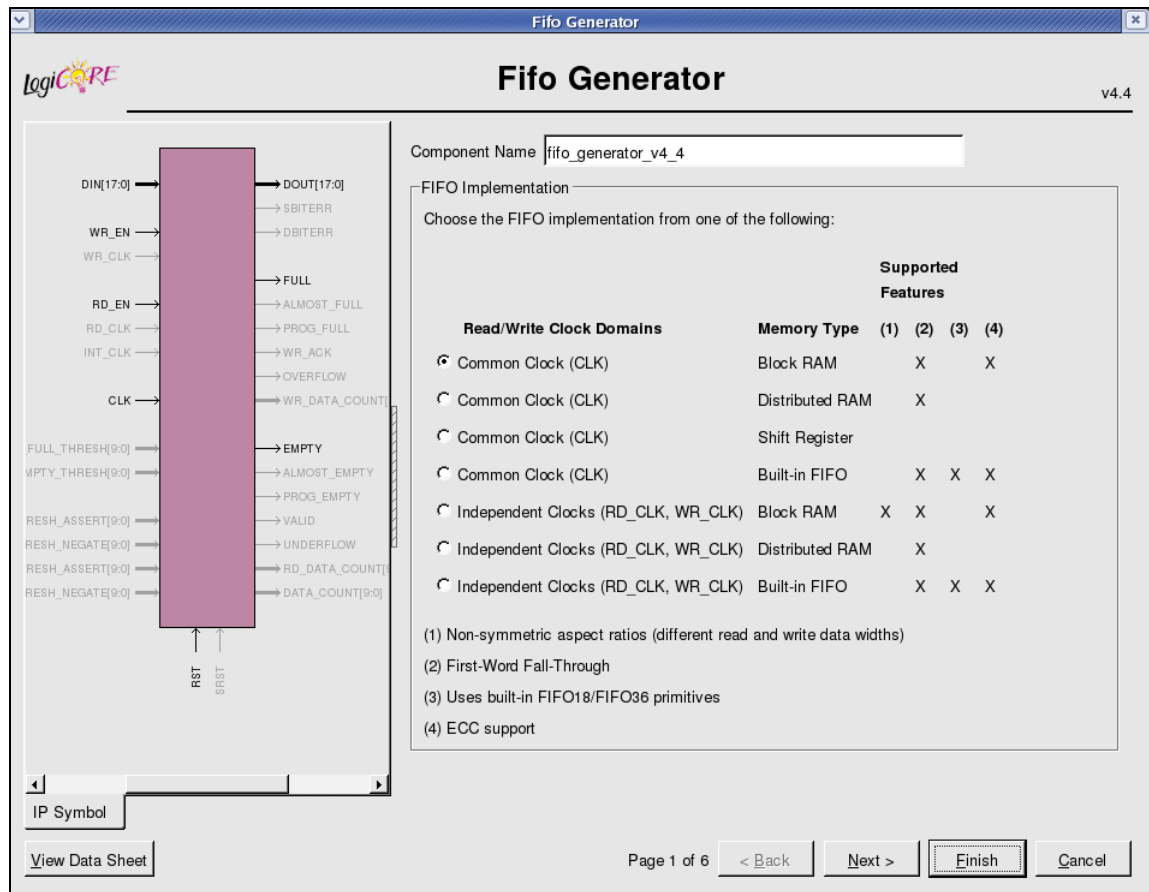 Fifo Generator
LogiCORE
Fifo Generator
v4.4
DIN[17:0]
WR_EN
WR_CLK
RD_EN
RD_CLK
INT_CLK
CLK
_FULL_THRESH[9:0]
MPTY_THRESH[9:0]
RESH_ASSERT[9:0]
RESH_NEGATE[9:0]
RESH_ASSERT[9:0]
RESH_NEGATE[9:0]
DOUT[17:0]
SBITERR
DBITERR
FULL
ALMOST_FULL
PROG_FULL
WR_ACK
OVERFLOW
WR_DATA_COUNT[
EMPTY
ALMOST_EMPTY
PROG_EMPTY
VALID
UNDERFLOW
RD_DATA_COUNT[9
DATA_COUNT[9:0]
RST
SRST
IP Symbol
Component Name fifo_generator_v4_4
FIFO Implementation
Choose the FIFO implementation from one of the following:
Supported
Features
Read/Write Clock Domains Memory Type (1) (2) (3) (4)
Common Clock (CLK) Block RAM X X
Common Clock (CLK) Distributed RAM X
Common Clock (CLK) Shift Register
Common Clock (CLK) Built-in FIFO X X X
Independent Clocks (RD_CLK, WR_CLK) Block RAM X X X
Independent Clocks (RD_CLK, WR_CLK) Distributed RAM X
Independent Clocks (RD_CLK, WR_CLK) Built-in FIFO X X X
(1) Non-symmetric aspect ratios (different read and write data widths)
(2) First-Word Fall-Through
(3) Uses built-in FIFO18/FIFO36 primitives
(4) ECC support
View Data Sheet
Page 1 of 6 < Back Next > Finish Cancel